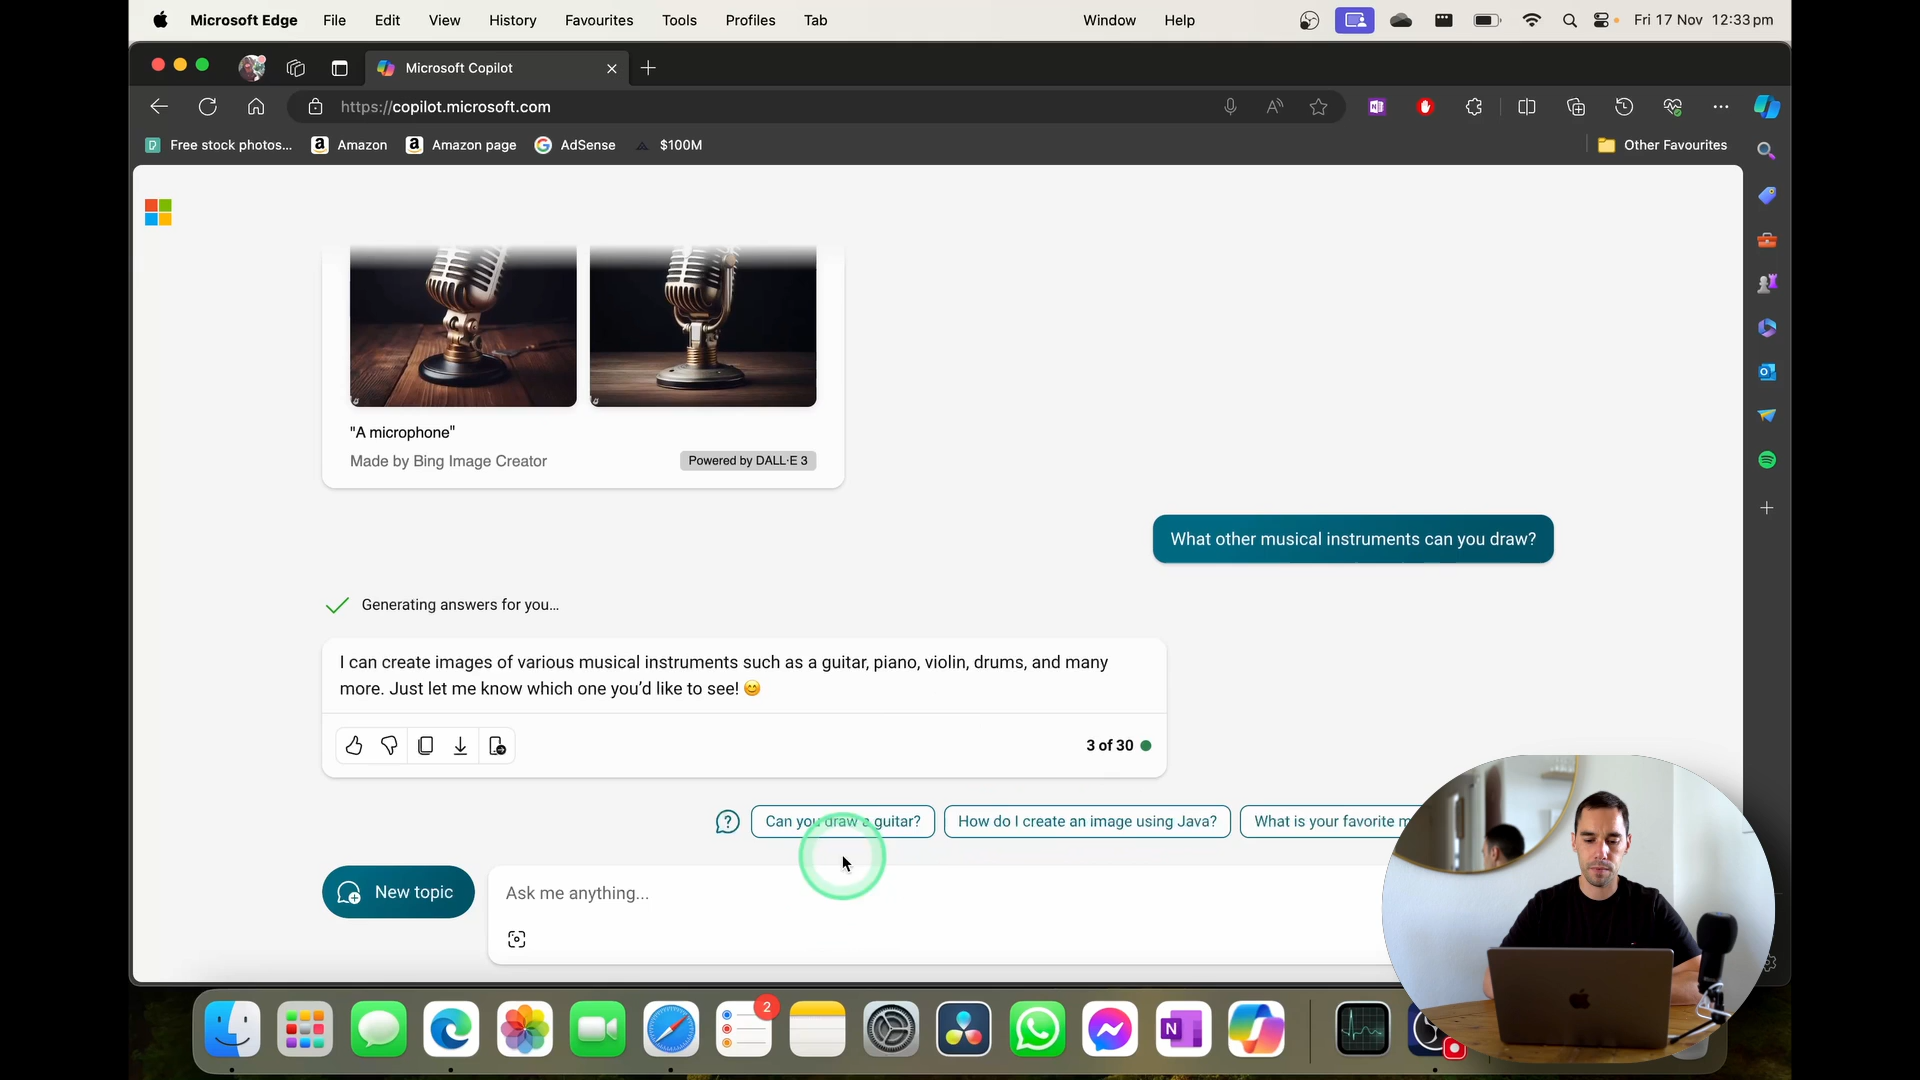 Microsoft Edge File Edit View History Favourites Tools Profiles Tab Window Help Fri 17 Nov 12:33 pm
Microsoft Copilot
https://copilot.microsoft.com
Free stock photos... Amazon Amazon page AdSense $100M Other Favourites
"A microphone"
Made by Bing Image Creator Powered by DALL·E 3
What other musical instruments can you draw?
Generating answers for you...
I can create images of various musical instruments such as a guitar, piano, violin, drums, and many
more. Just let me know which one you'd like to see! 😊
3 of 30
Can you draw a guitar? How do I create an image using Java? What is your favorite m
New topic Ask me anything...
2